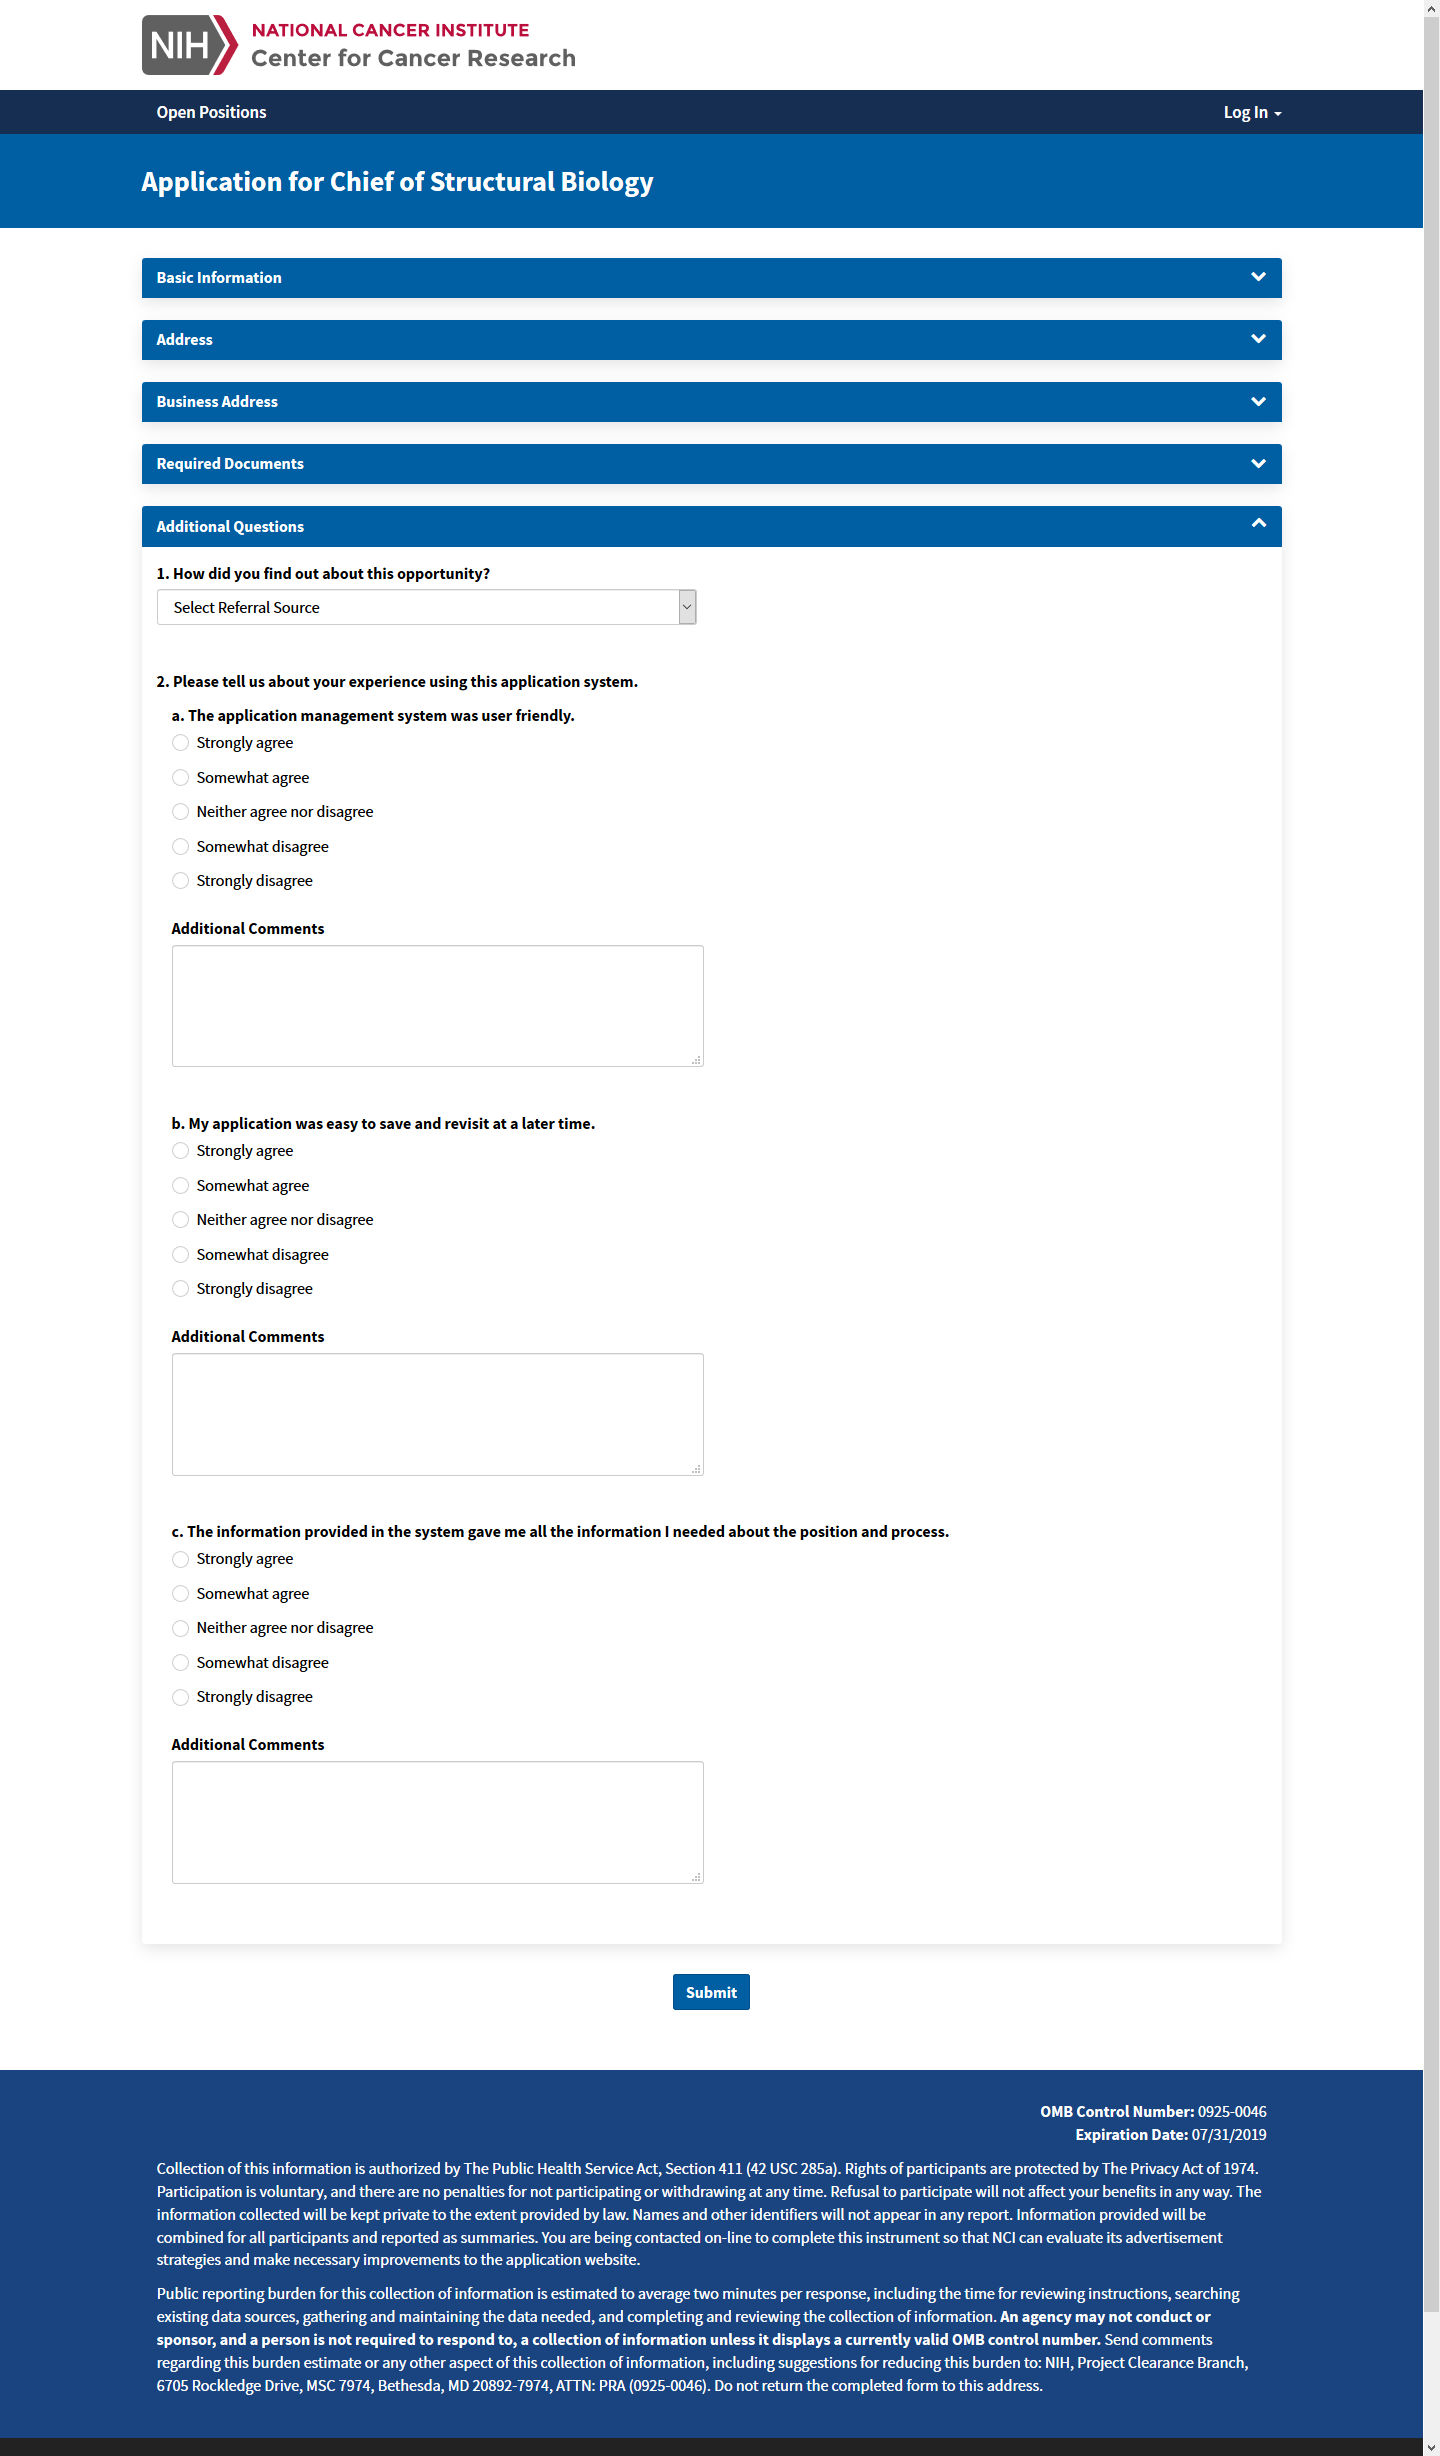 NIH
NATIONAL CANCER INSTITUTE
Center for Cancer Research
Open Positions
Log In
Application for Chief of Structural Biology
Basic Information
Address
Business Address
Required Documents
Additional Questions
1. How did you find out about this opportunity?
Select Referral Source
2. Please tell us about your experience using this application system.
a. The application management system was user friendly.
Strongly agree
Somewhat agree
Neither agree nor disagree
Somewhat disagree
Strongly disagree
Additional Comments
b. My application was easy to save and revisit at a later time.
Strongly agree
Somewhat agree
Neither agree nor disagree
Somewhat disagree
Strongly disagree
Additional Comments
c. The information provided in the system gave me all the information I needed about the position and process.
Strongly agree
Somewhat agree
Neither agree nor disagree
Somewhat disagree
Strongly disagree
Additional Comments
Submit
OMB Control Number: 0925-0046
Expiration Date: 07/31/2019
Collection of this information is authorized by The Public Health Service Act, Section 411 (42 USC 285a). Rights of participants are protected by The Privacy Act of 1974.
Participation is voluntary, and there are no penalties for not participating or withdrawing at any time. Refusal to participate will not affect your benefits in any way. The
information collected will be kept private to the extent provided by law. Names and other identifiers will not appear in any report. Information provided will be
combined for all participants and reported as summaries. You are being contacted on-line to complete this instrument so that NCI can evaluate its advertisement
strategies and make necessary improvements to the application website.
Public reporting burden for this collection of information is estimated to average two minutes per response, including the time for reviewing instructions, searching
existing data sources, gathering and maintaining the data needed, and completing and reviewing the collection of information. An agency may not conduct or
sponsor, and a person is not required to respond to, a collection of information unless it displays a currently valid OMB control number. Send comments
regarding this burden estimate or any other aspect of this collection of information, including suggestions for reducing this burden to: NIH, Project Clearance Branch,
6705 Rockledge Drive, MSC 7974, Bethesda, MD 20892-7974, ATTN: PRA (0925-0046). Do not return the completed form to this address.